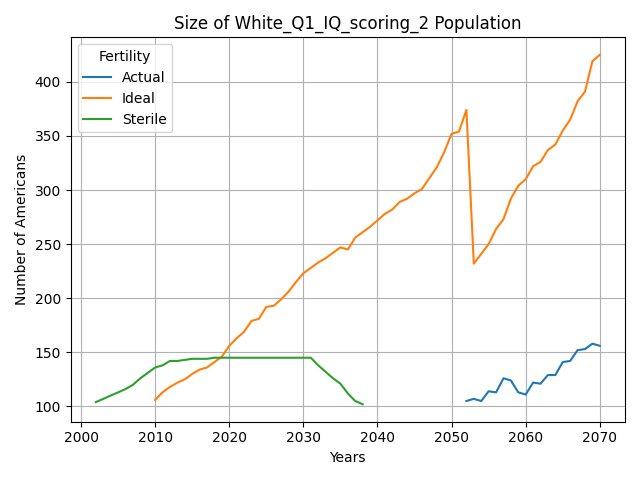 Size of White_Q1_IQ_scoring_2 Population
Fertility
Actual
Ideal
Sterile
Number of Americans
400
350
300
250
200
150
100
2000 2010 2020 2030 2040 2050 2060 2070
Years